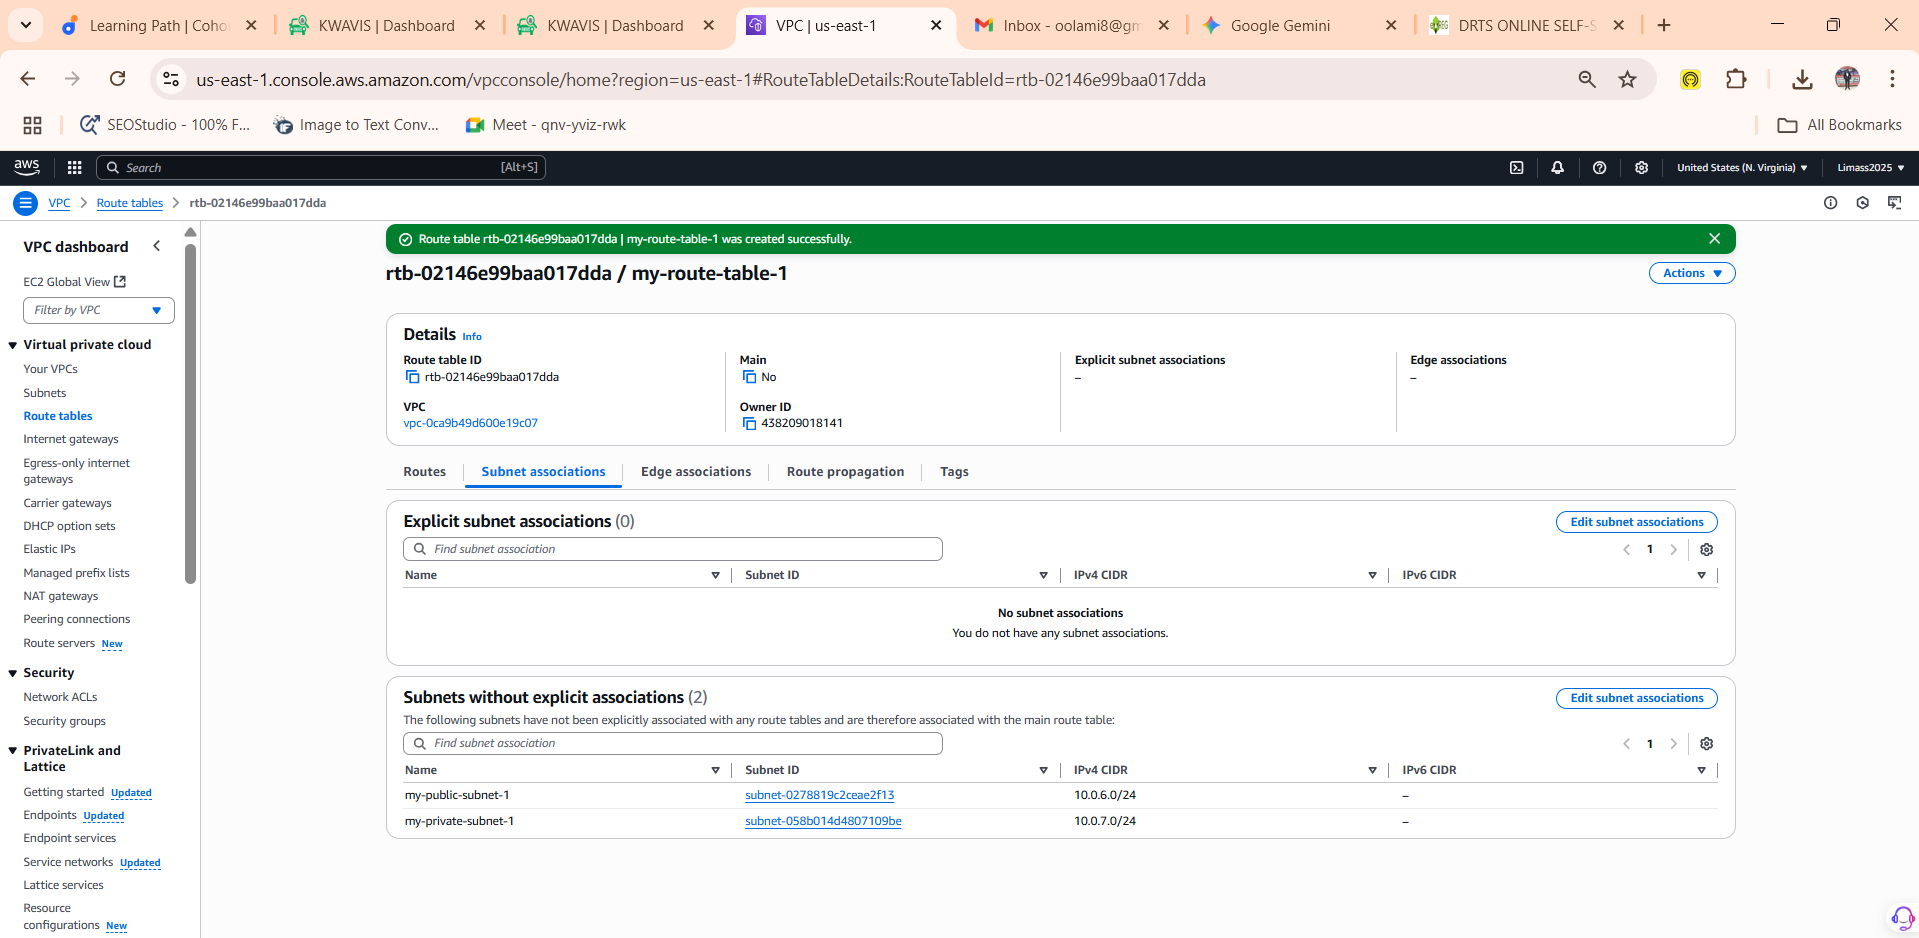 Learning Path | Coho
KWAVIS | Dashboard
KWAVIS | Dashboard
VPC | us-east-1
Inbox - oolami8@gm
Google Gemini
DRTS ONLINE SELF-S
us-east-1.console.aws.amazon.com/vpcconsole/home?region=us-east-1#RouteTableDetails:RouteTableId=rtb-02146e99baa017dda
SEOStudio - 100% F...
Image to Text Conv...
Meet - qnv-yviz-rwk
All Bookmarks
aws
Search
[Alt+S]
United States (N. Virginia)
Limass2025
VPC
Route tables
rtb-02146e99baa017dda
VPC dashboard
EC2 Global View
Filter by VPC
Virtual private cloud
Your VPCs
Subnets
Route tables
Internet gateways
Egress-only internet
gateways
Carrier gateways
DHCP option sets
Elastic IPs
Managed prefix lists
NAT gateways
Peering connections
Route servers New
Security
Network ACLs
Security groups
PrivateLink and
Lattice
Getting started Updated
Endpoints Updated
Endpoint services
Service networks Updated
Lattice services
Resource
configurations New
Route table rtb-02146e99baa017dda | my-route-table-1 was created successfully.
rtb-02146e99baa017dda / my-route-table-1
Actions
Details Info
Route table ID
rtb-02146e99baa017dda
Main
No
Explicit subnet associations
–
Edge associations
–
VPC
vpc-0ca9b49d600e19c07
Owner ID
438209018141
Routes
Subnet associations
Edge associations
Route propagation
Tags
Explicit subnet associations (0)
Edit subnet associations
Find subnet association
1
Name
Subnet ID
IPv4 CIDR
IPv6 CIDR
No subnet associations
You do not have any subnet associations.
Subnets without explicit associations (2)
Edit subnet associations
The following subnets have not been explicitly associated with any route tables and are therefore associated with the main route table:
Find subnet association
1
Name
Subnet ID
IPv4 CIDR
IPv6 CIDR
my-public-subnet-1
subnet-0278819c2ceae2f13
10.0.6.0/24
–
my-private-subnet-1
subnet-058b014d4807109be
10.0.7.0/24
–